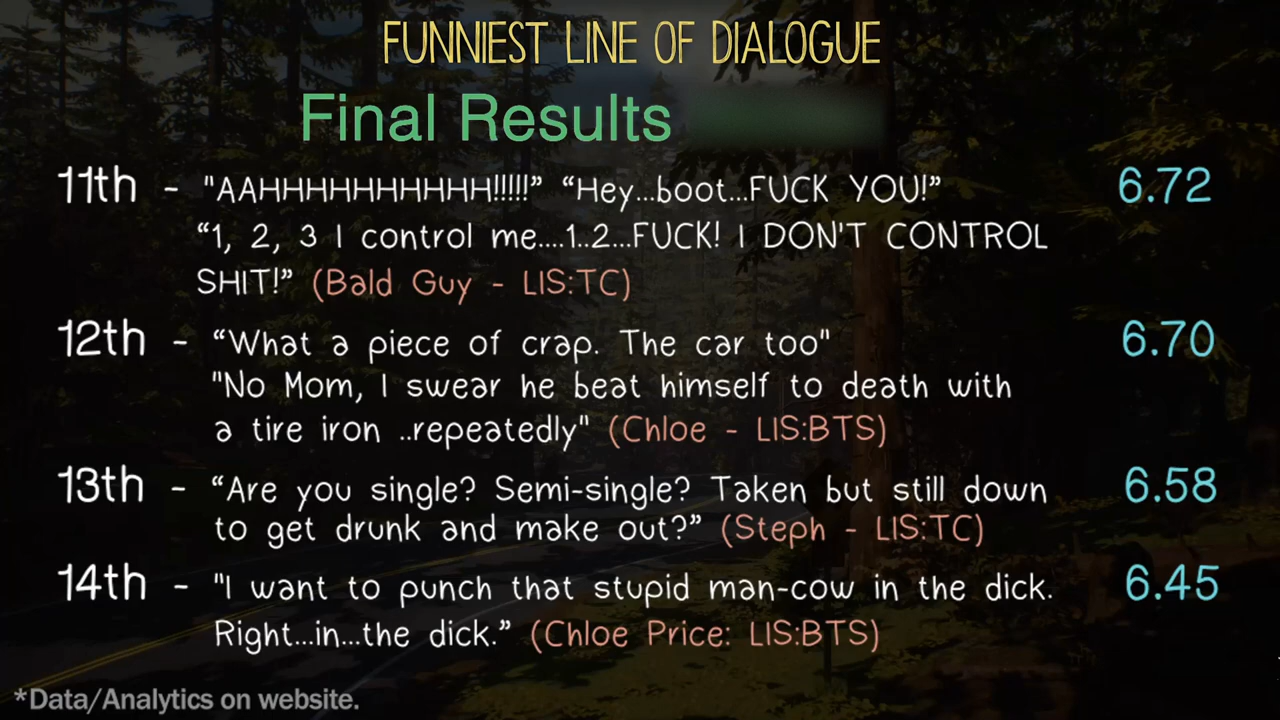 FUNNIEST LINE OF DIALOGUE
Final Results
11th - "AAHHHHHHHHHHH!!!!!” “Hey...boot...FUCK YOU!” 6.72
“1, 2, 3 I control me....1..2...FUCK! I DON'T CONTROL
SHIT!” (Bald Guy - LIS:TC)
12th - “What a piece of crap. The car too" 6.70
"No Mom, I swear he beat himself to death with
a tire iron ..repeatedly" (Chloe - LIS:BTS)
13th - “Are you single? Semi-single? Taken but still down 6.58
to get drunk and make out?” (Steph - LIS:TC)
14th - "I want to punch that stupid man-cow in the dick. 6.45
Right...in...the dick.” (Chloe Price: LIS:BTS)
*Data/Analytics on website.